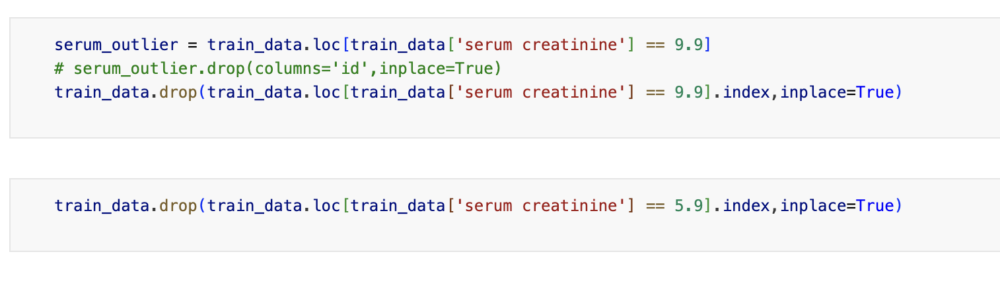 serum_outlier = train_data.loc[train_data['serum creatinine'] == 9.9]
# serum_outlier.drop(columns='id',inplace=True)
train_data.drop(train_data.loc[train_data['serum creatinine'] == 9.9].index,inplace=True)
train_data.drop(train_data.loc[train_data['serum creatinine'] == 5.9].index,inplace=True)